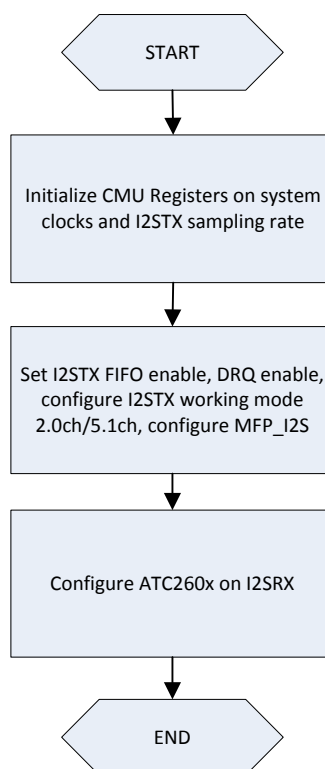 START
Initialize CMU Registers on system
clocks and I2STX sampling rate
Set I2STX FIFO enable, DRQ enable,
configure I2STX working mode
2.0ch/5.1ch, configure MFP_I2S
Configure ATC260x on I2SRX
END